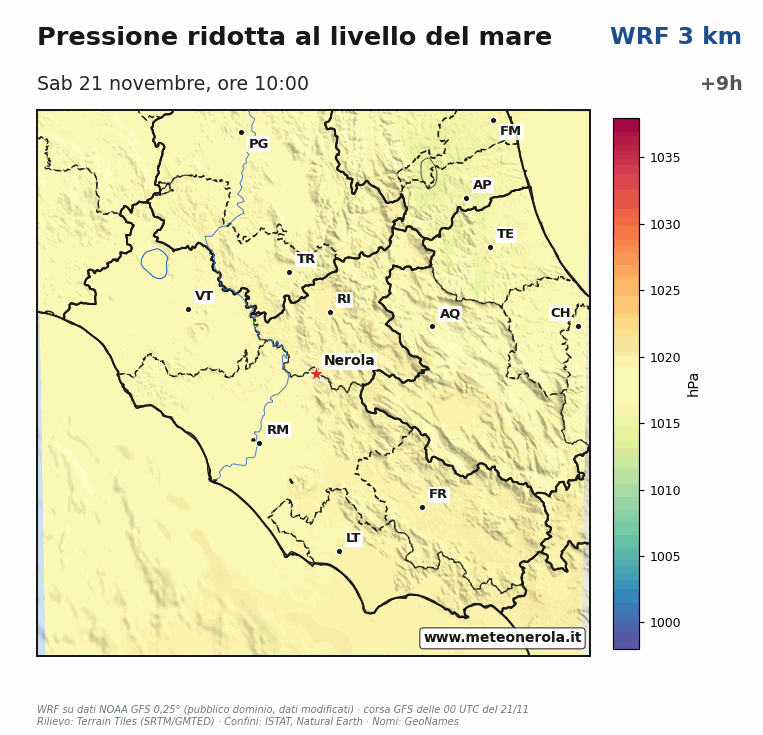 Pressione ridotta al livello del mare
WRF 3 km
Sab 21 novembre, ore 10:00
+9h
FM
PG
AP
TE
TR
VT
RI
AQ
CH
Nerola
RM
FR
LT
www.meteonerola.it
1035
1030
1025
1020
1015
1010
1005
1000
hPa
WRF su dati NOAA GFS 0,25° (pubblico dominio, dati modificati) · corsa GFS delle 00 UTC del 21/11
Rilievo: Terrain Tiles (SRTM/GMTED) · Confini: ISTAT, Natural Earth · Nomi: GeoNames